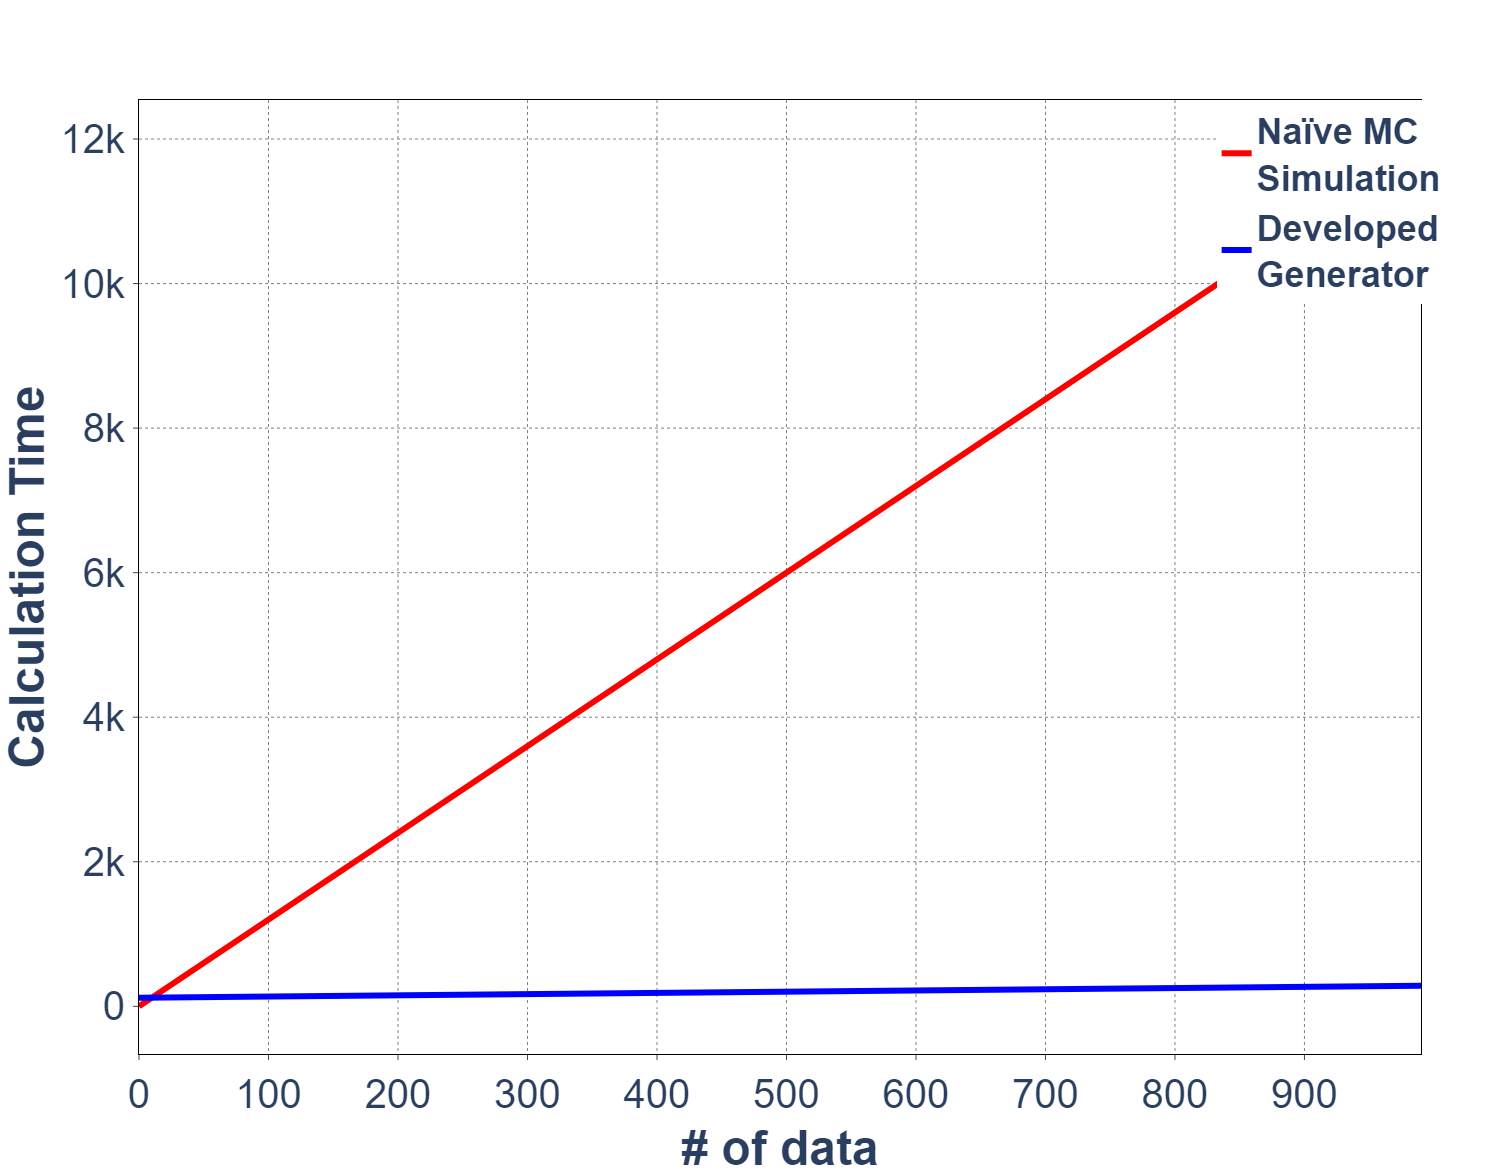 12k
10k
8k
6k
4k
2k
0
0 100 200 300 400 500 600 700 800 900
Calculation Time
# of data
Naïve MC
Simulation
Developed
Generator